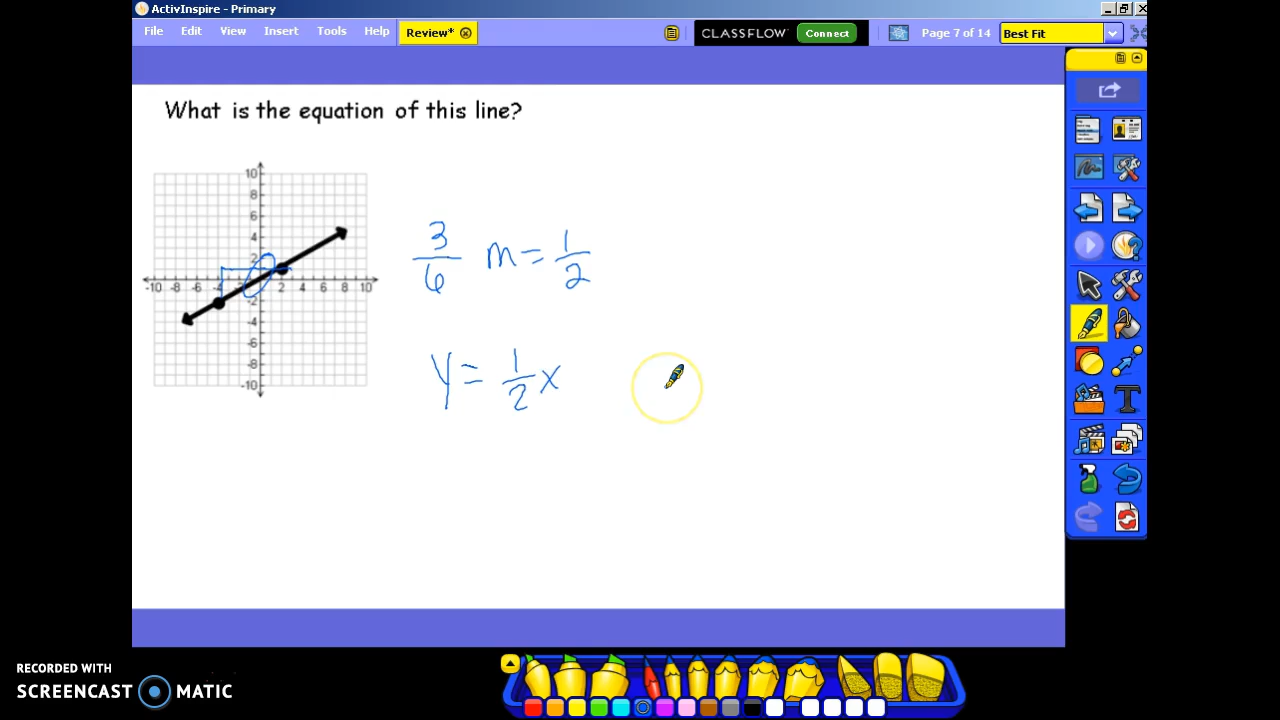 ActivInspire - Primary
File Edit View Insert Tools Help Review* CLASSFLOW Connect Page 7 of 14 Best Fit
What is the equation of this line?
10
8
6
4
2
-10 -8 -6 -4 2 4 6 8 10
-2
-4
-6
-8
-10
3/6 m = 1/2
y = 1/2 x
T
RECORDED WITH
SCREENCAST MATIC